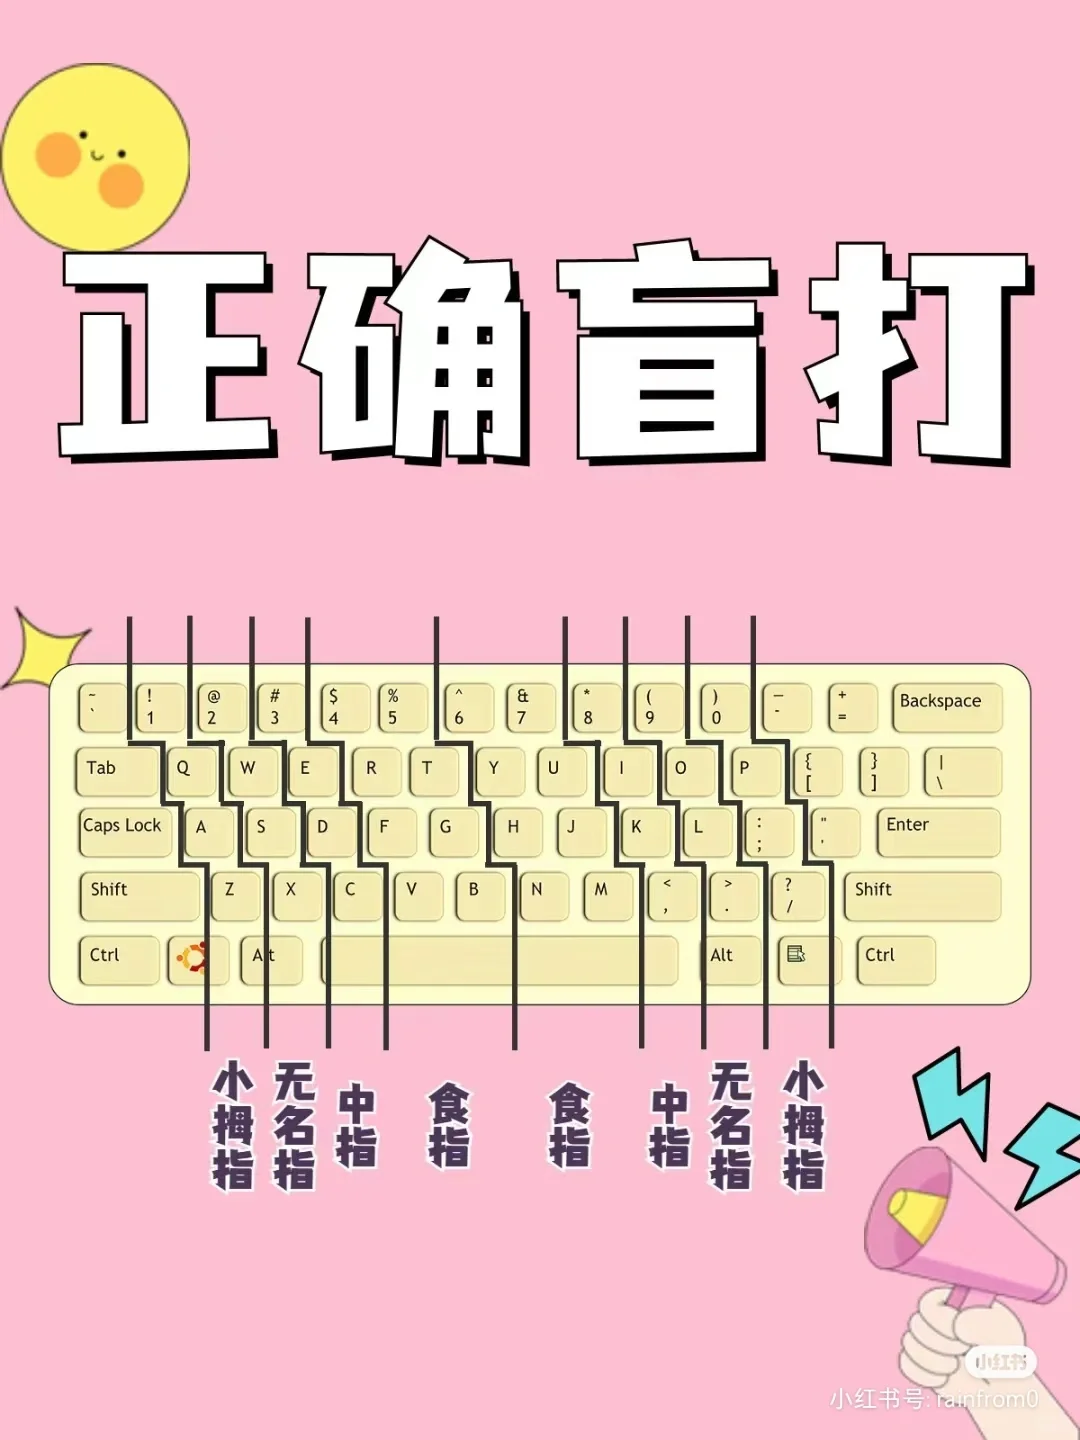 正确盲打
~ ` ! 1 @ 2 # 3 $ 4 % 5 ^ 6 & 7 * 8 ( 9 ) 0 _ - + = Backspace
Tab Q W E R T Y U I O P { [ } ] | \
Caps Lock A S D F G H J K L : ; " ' Enter
Shift Z X C V B N M < , > . ? / Shift
Ctrl Alt Alt Ctrl
小拇指 无名指 中指 食指 食指 中指 无名指 小拇指
小红书
小红书号: rainfrom0